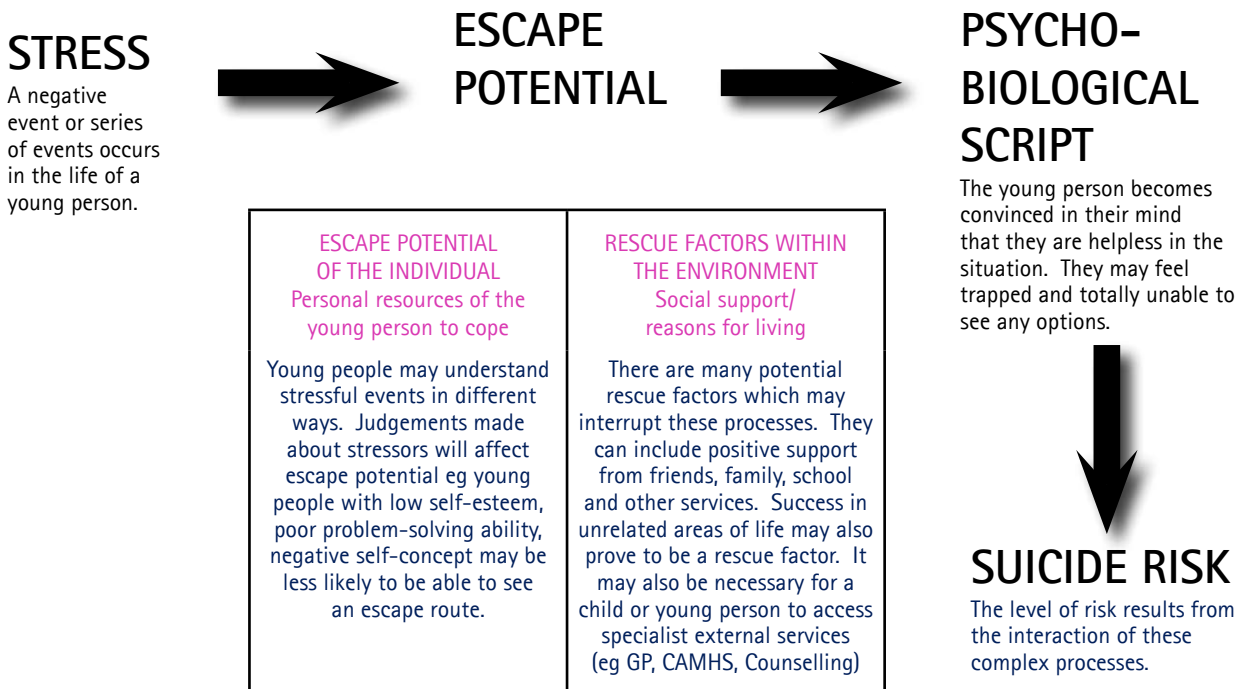 STRESS
A negative
event or series
of events occurs
in the life of a
young person.
ESCAPE
POTENTIAL
ESCAPE POTENTIAL
OF THE INDIVIDUAL
Personal resources of the
young person to cope
Young people may understand
stressful events in different
ways.  Judgements made
about stressors will affect
escape potential eg young
people with low self-esteem,
poor problem-solving ability,
negative self-concept may be
less likely to be able to see
an escape route.
RESCUE FACTORS WITHIN
THE ENVIRONMENT
Social support/
reasons for living
There are many potential
rescue factors which may
interrupt these processes.  They
can include positive support
from friends, family, school
and other services.  Success in
unrelated areas of life may also
prove to be a rescue factor.  It
may also be necessary for a
child or young person to access
specialist external services
(eg GP, CAMHS, Counselling)
PSYCHO-
BIOLOGICAL
SCRIPT
The young person becomes
convinced in their mind
that they are helpless in the
situation.  They may feel
trapped and totally unable to
see any options.
SUICIDE RISK
The level of risk results from
the interaction of these
complex processes.